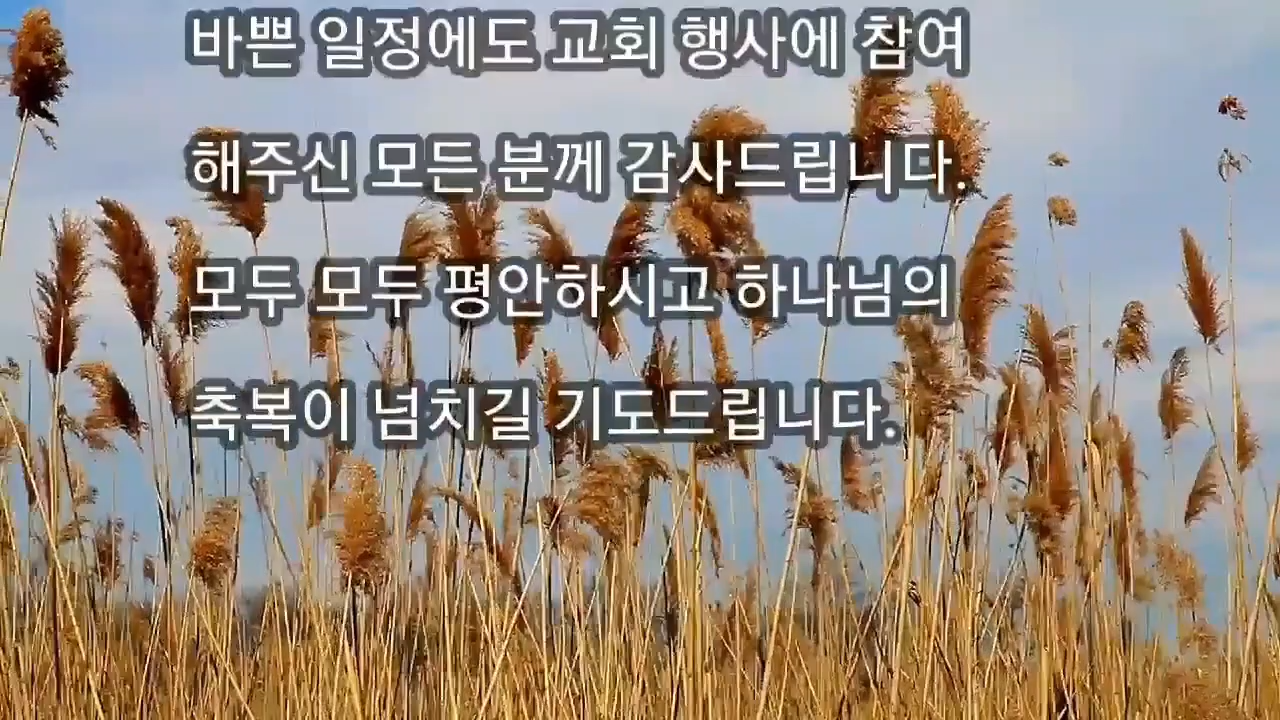 바쁜 일정에도 교회 행사에 참여
해주신 모든 분께 감사드립니다.
모두 모두 평안하시고 하나님의
축복이 넘치길 기도드립니다.